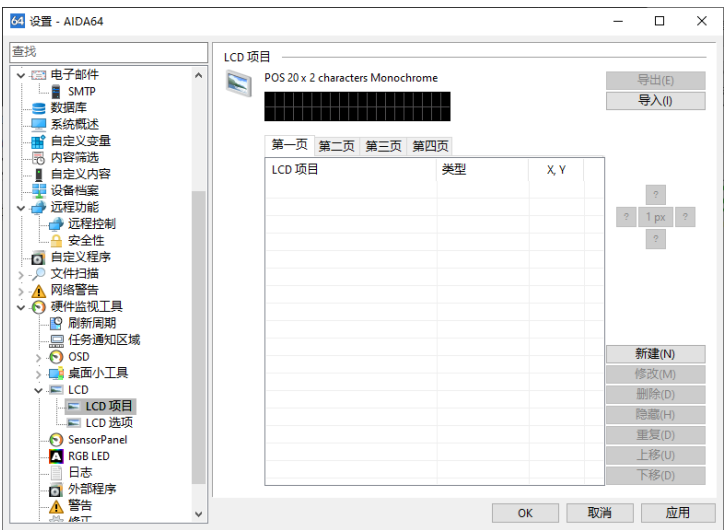 64 设置 - AIDA64
查找
电子邮件
SMTP
数据库
系统概述
自定义变量
内容筛选
自定义内容
设备档案
远程功能
远程控制
安全性
自定义程序
文件扫描
网络警告
硬件监视工具
刷新周期
任务通知区域
OSD
桌面小工具
LCD
LCD 项目
LCD 选项
SensorPanel
RGB LED
日志
外部程序
警告
修正
LCD 项目
POS 20 x 2 characters Monochrome
导出(E)
导入(I)
第一页 第二页 第三页 第四页
LCD 项目 类型 X, Y
?
? 1 px ?
?
新建(N)
修改(M)
删除(D)
隐藏(H)
重复(D)
上移(U)
下移(D)
OK 取消 应用